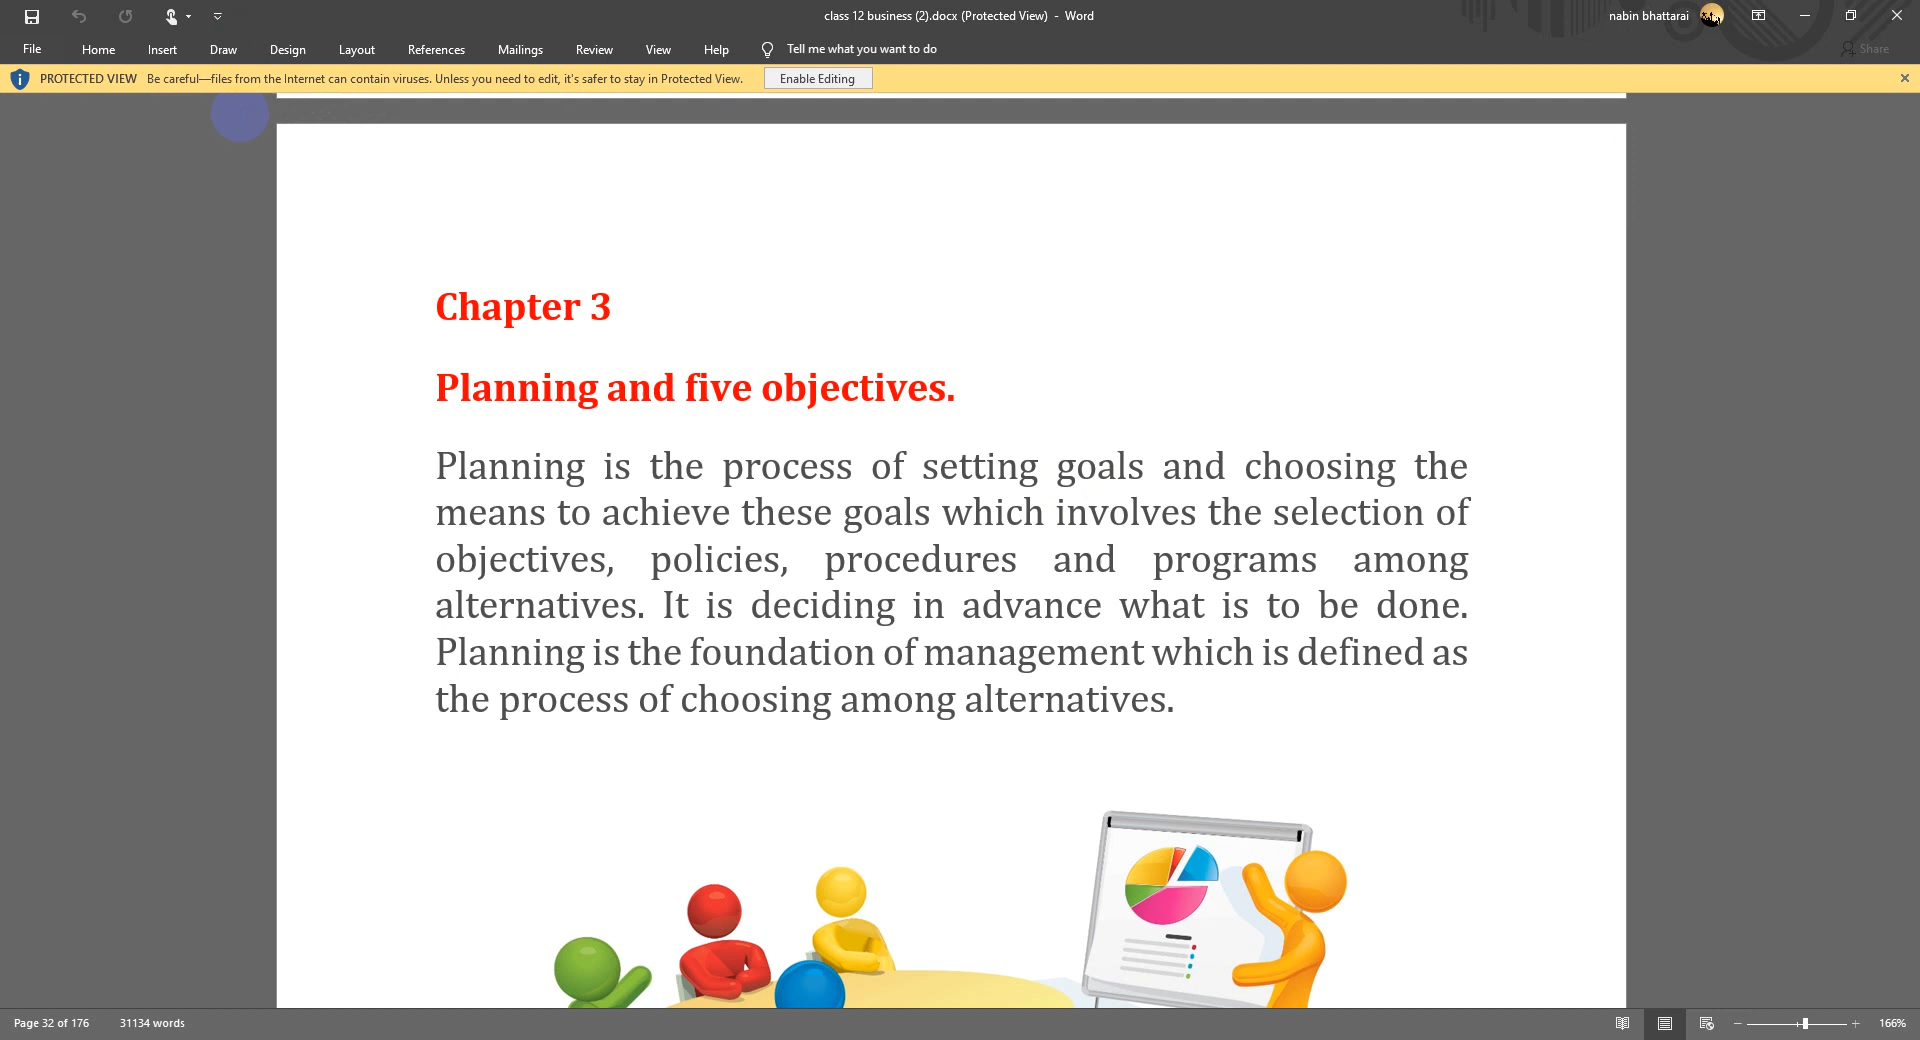 class 12 business (2).docx (Protected View) - Word
nabin bhattarai
File Home Insert Draw Design Layout References Mailings Review View Help Tell me what you want to do Share
PROTECTED VIEW Be careful—files from the Internet can contain viruses. Unless you need to edit, it's safer to stay in Protected View. Enable Editing
Chapter 3
Planning and five objectives.
Planning is the process of setting goals and choosing the
means to achieve these goals which involves the selection of
objectives, policies, procedures and programs among
alternatives. It is deciding in advance what is to be done.
Planning is the foundation of management which is defined as
the process of choosing among alternatives.
Page 32 of 176 31134 words 166%